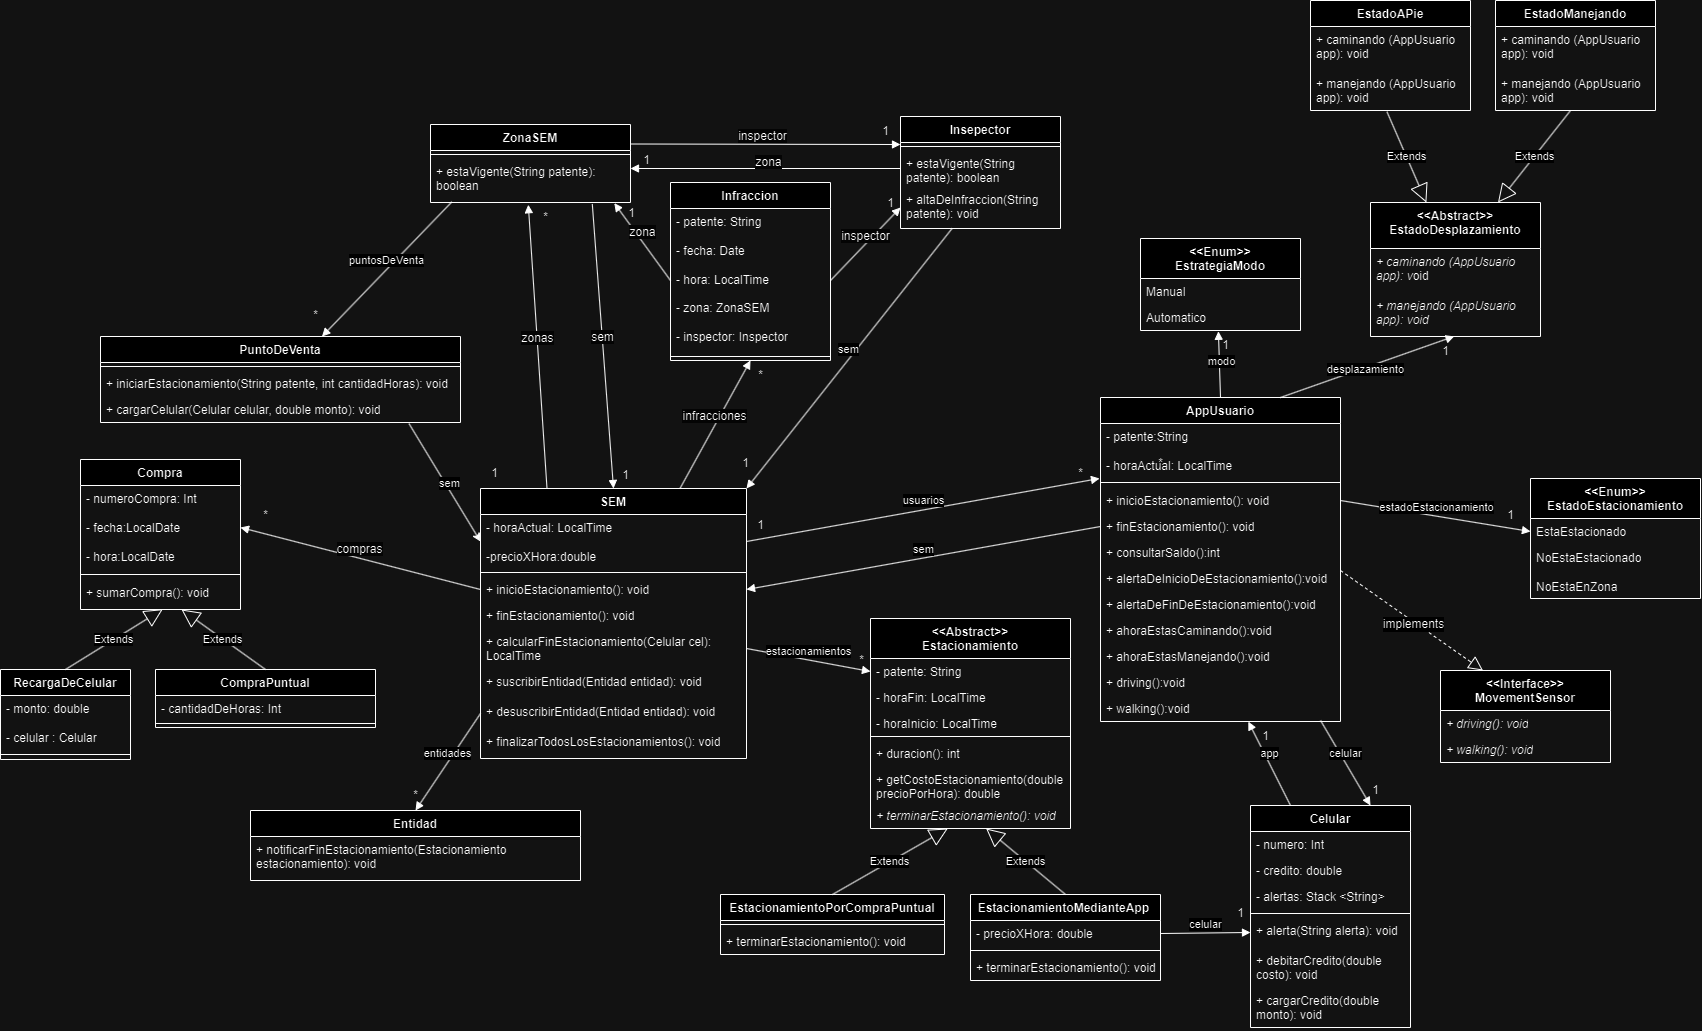 EstadoAPie
+ caminando (AppUsuario
app): void
+ manejando (AppUsuario
app): void
EstadoManejando
+ caminando (AppUsuario
app): void
+ manejando (AppUsuario
app): void
Extends
Extends
<<Abstract>>
EstadoDesplazamiento
+ caminando (AppUsuario
app): void
+ manejando (AppUsuario
app): void
1
desplazamiento
ZonaSEM
+ estaVigente(String patente):
boolean
inspector
1
1
zona
Insepector
+ estaVigente(String
patente): boolean
+ altaDeInfraccion(String
patente): void
Infraccion
- patente: String
- fecha: Date
- hora: LocalTime
- zona: ZonaSEM
- inspector: Inspector
1
zona
1
inspector
*
puntosDeVenta
*
zonas
sem
1
*
infracciones
sem
1
<<Enum>>
EstrategiaModo
Manual
Automatico
1
modo
PuntoDeVenta
+ iniciarEstacionamiento(String patente, int cantidadHoras): void
+ cargarCelular(Celular celular, double monto): void
sem
1
Compra
- numeroCompra: Int
- fecha:LocalDate
- hora:LocalDate
+ sumarCompra(): void
*
compras
Extends
Extends
RecargaDeCelular
- monto: double
- celular : Celular
CompraPuntual
- cantidadDeHoras: Int
SEM
- horaActual: LocalTime
-precioXHora:double
+ inicioEstacionamiento(): void
+ finEstacionamiento(): void
+ calcularFinEstacionamiento(Celular cel):
LocalTime
+ suscribirEntidad(Entidad entidad): void
+ desuscribirEntidad(Entidad entidad): void
+ finalizarTodosLosEstacionamientos(): void
usuarios
*
1
sem
estacionamientos
*
entidades
*
Entidad
+ notificarFinEstacionamiento(Estacionamiento
estacionamiento): void
AppUsuario
- patente:String
*
- horaActual: LocalTime
+ inicioEstacionamiento(): void
+ finEstacionamiento(): void
+ consultarSaldo():int
+ alertaDeInicioDeEstacionamiento():void
+ alertaDeFinDeEstacionamiento():void
+ ahoraEstasCaminando():void
+ ahoraEstasManejando():void
+ driving():void
+ walking():void
estadoEstacionamiento
1
<<Enum>>
EstadoEstacionamiento
EstaEstacionado
NoEstaEstacionado
NoEstaEnZona
implements
<<Interface>>
MovementSensor
+ driving(): void
+ walking(): void
<<Abstract>>
Estacionamiento
- patente: String
- horaFin: LocalTime
- horaInicio: LocalTime
+ duracion(): int
+ getCostoEstacionamiento(double
precioPorHora): double
+ terminarEstacionamiento(): void
Extends
Extends
EstacionamientoPorCompraPuntual
+ terminarEstacionamiento(): void
EstacionamientoMedianteApp
- precioXHora: double
+ terminarEstacionamiento(): void
celular
1
1
app
celular
1
Celular
- numero: Int
- credito: double
- alertas: Stack <String>
+ alerta(String alerta): void
+ debitarCredito(double
costo): void
+ cargarCredito(double
monto): void